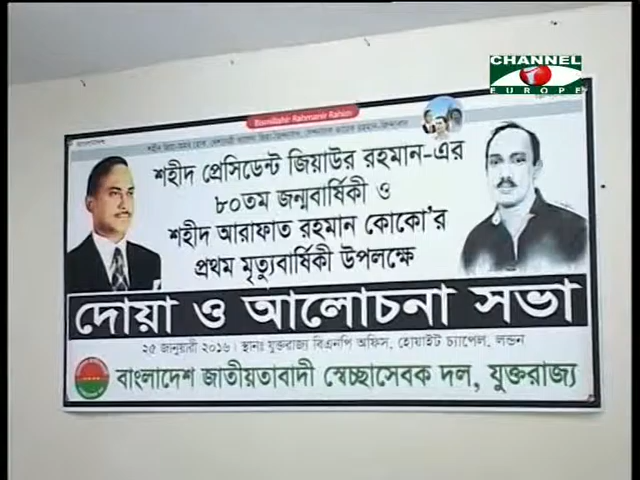 CHANNEL
i
EUROPE
Bismillahir Rahmanir Rahim
শহীদ প্রেসিডেন্ট জিয়াউর রহমান-এর
৮০তম জন্মবার্ষিকী ও
শহীদ আরাফাত রহমান কোকো'র
প্রথম মৃত্যুবার্ষিকী উপলক্ষে
দোয়া ও আলোচনা সভা
২৫ জানুয়ারী ২০১৬। স্থানঃ যুক্তরাজ্য বিএনপি অফিস, হোয়াইট চ্যাপেল, লন্ডন
বাংলাদেশ জাতীয়তাবাদী স্বেচ্ছাসেবক দল, যুক্তরাজ্য